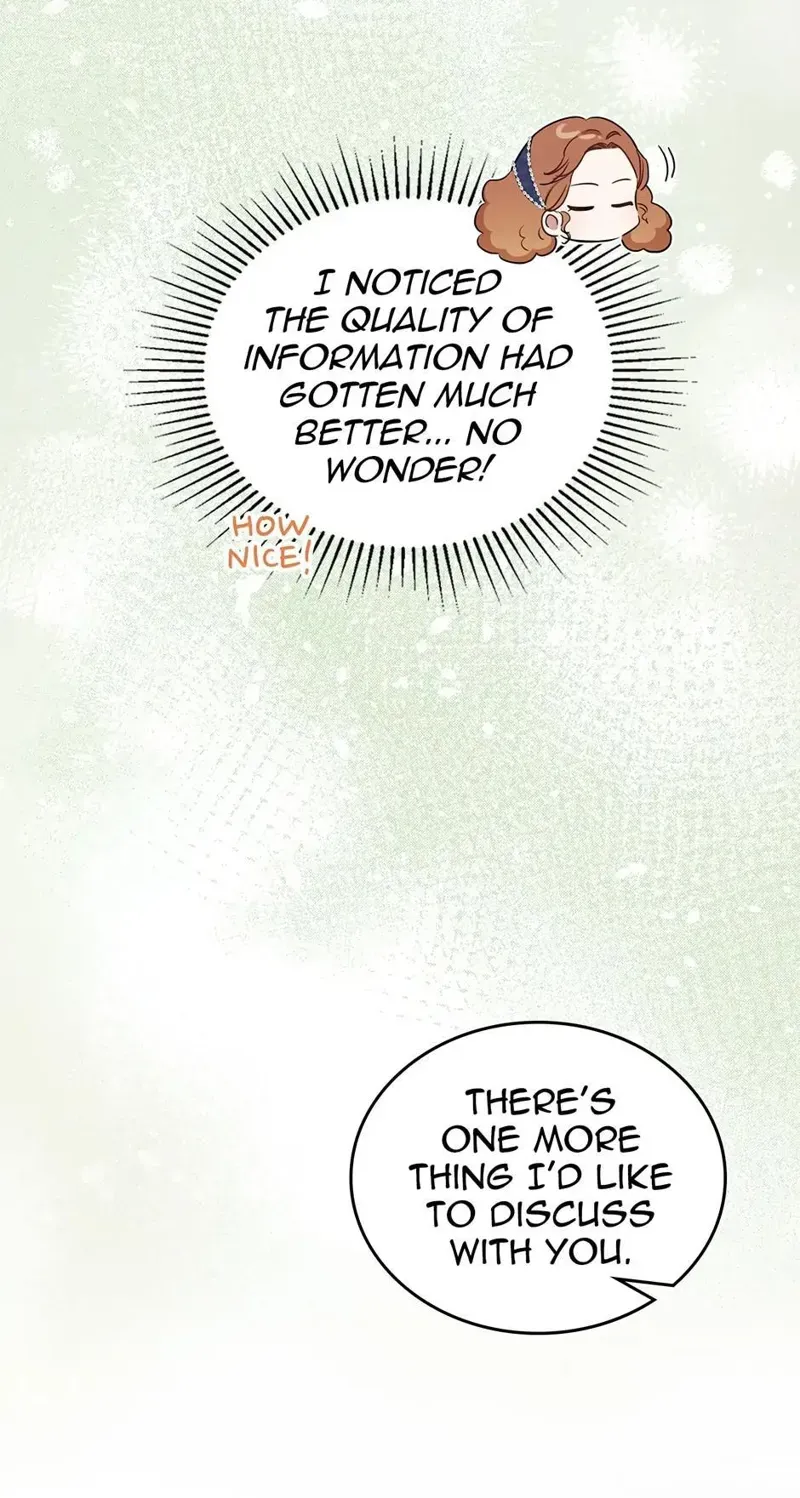 I NOTICED
THE QUALITY OF
INFORMATION HAD
GOTTEN MUCH
BETTER... NO
WONDER!
HOW
NICE!
THERE'S
ONE MORE
THING I'D LIKE
TO DISCUSS
WITH YOU.